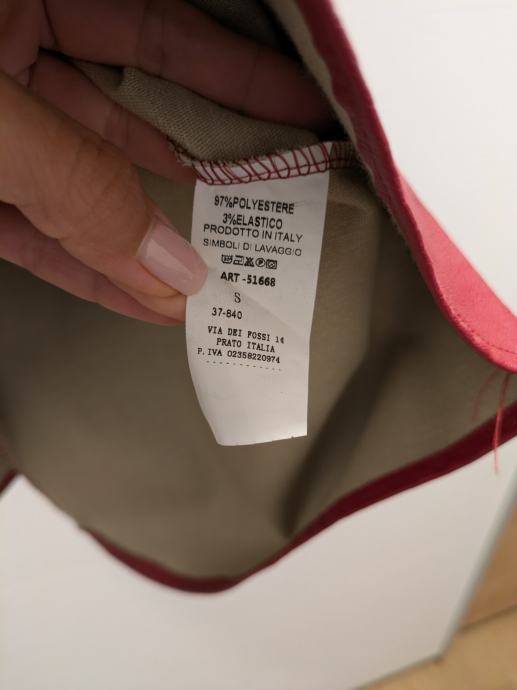 97%POLYESTERE
3%ELASTICO
PRODOTTO IN ITALY
SIMBOLI DI LAVAGGIO
ART -51668
S
37-840
VIA DEI FOSSI 14
PRATO ITALIA
P.IVA 02358220974